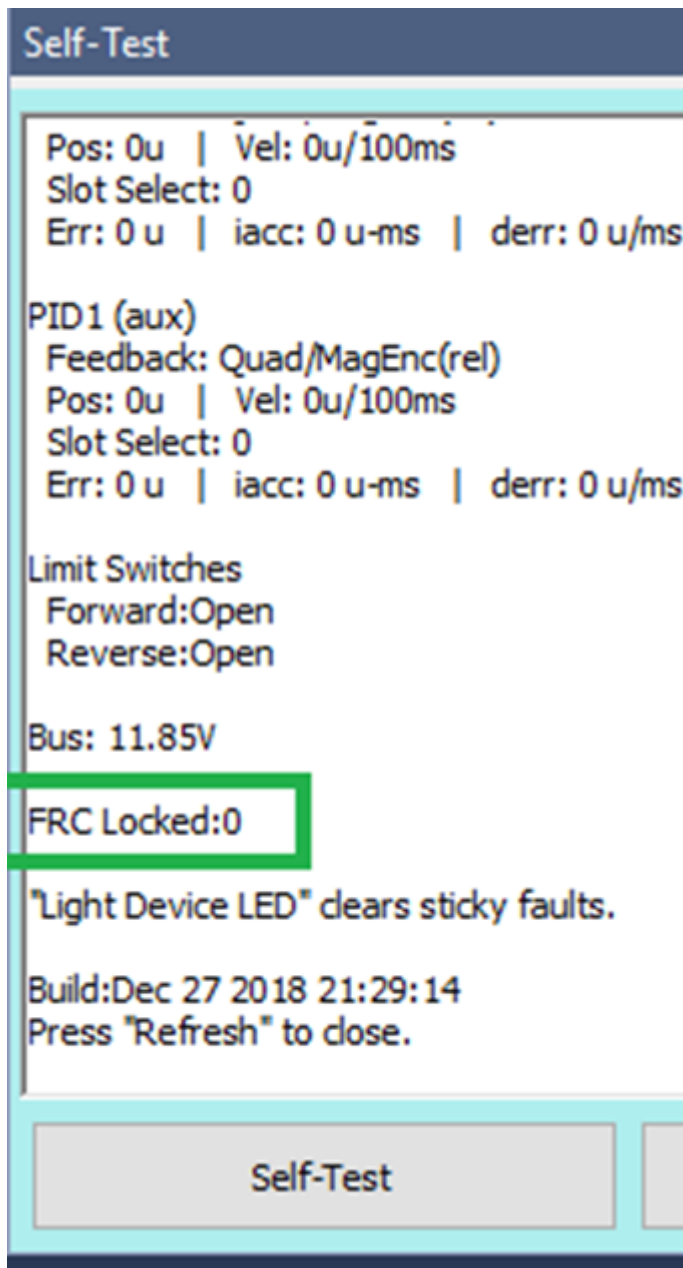 Self-Test
Pos: 0u | Vel: 0u/100ms
Slot Select: 0
Err: 0 u | iacc: 0 u-ms | derr: 0 u/ms
PID1 (aux)
Feedback: Quad/MagEnc(rel)
Pos: 0u | Vel: 0u/100ms
Slot Select: 0
Err: 0 u | iacc: 0 u-ms | derr: 0 u/ms
Limit Switches
Forward:Open
Reverse:Open
Bus: 11.85V
FRC Locked:0
"Light Device LED" clears sticky faults.
Build:Dec 27 2018 21:29:14
Press "Refresh" to close.
Self-Test